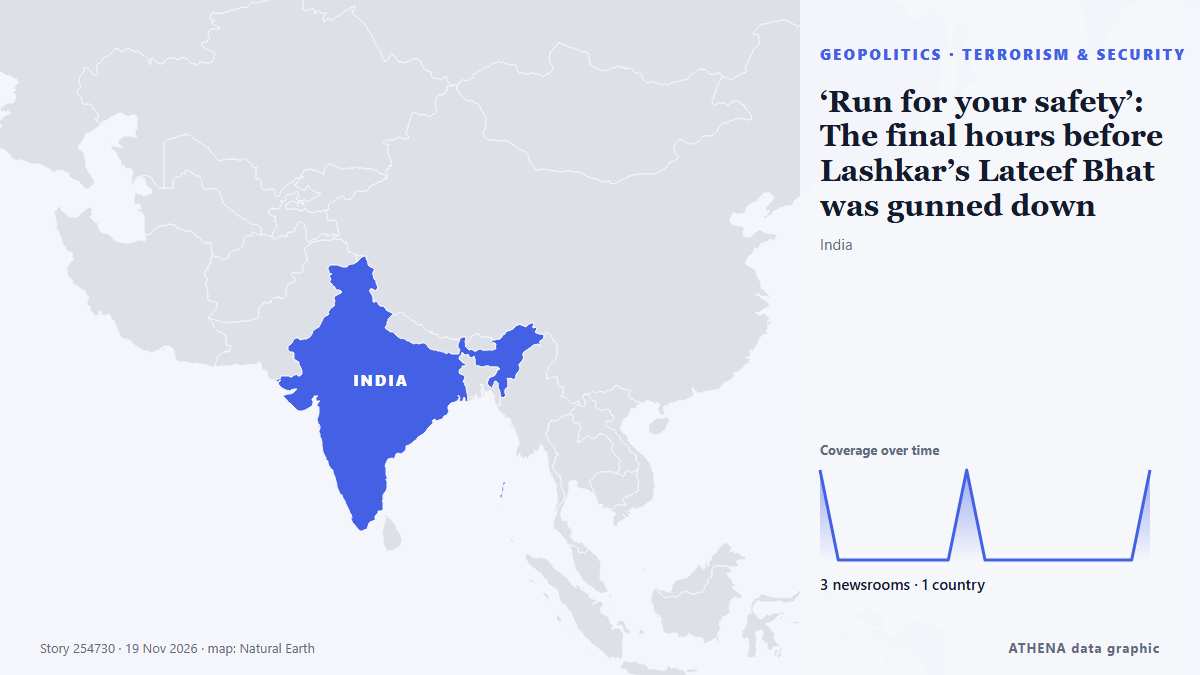 GEOPOLITICS · TERRORISM & SECURITY
‘Run for your safety’:
The final hours before
Lashkar’s Lateef Bhat
was gunned down
India
INDIA
Coverage over time
3 newsrooms · 1 country
Story 254730 · 19 Nov 2026 · map: Natural Earth
ATHENA data graphic